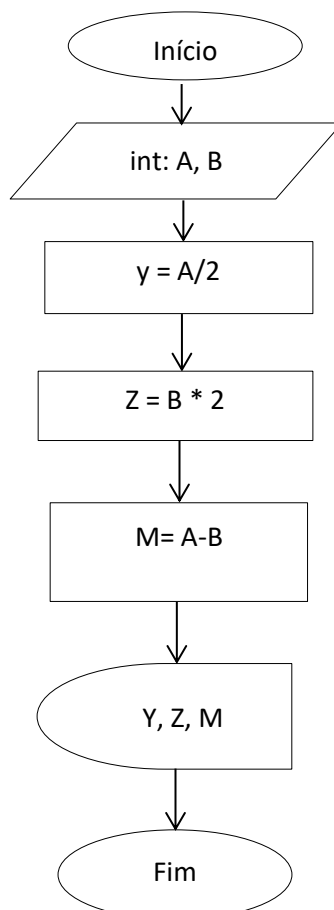 Início
int: A, B
y = A/2
Z = B * 2
M= A-B
Y, Z, M
Fim